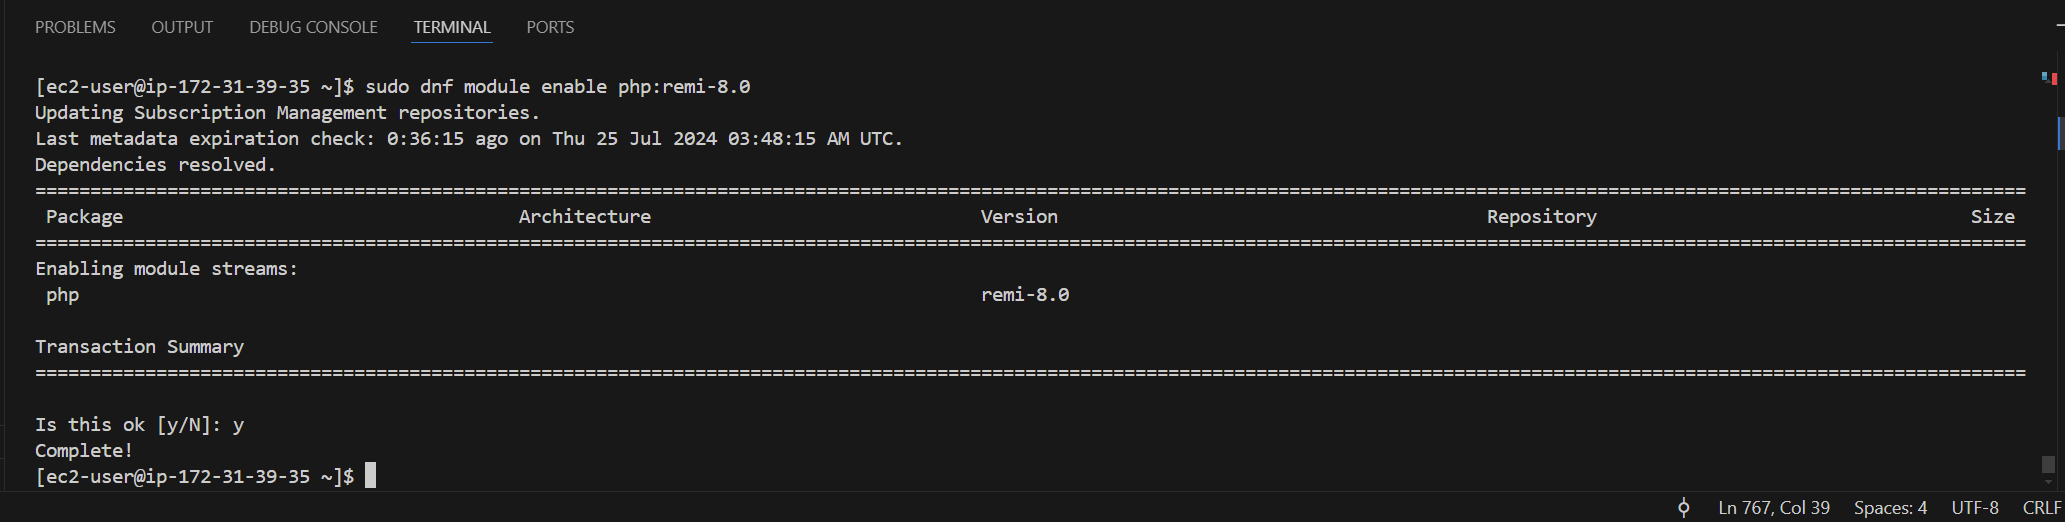 PROBLEMS OUTPUT DEBUG CONSOLE TERMINAL PORTS
[ec2-user@ip-172-31-39-35 ~]$ sudo dnf module enable php:remi-8.0
Updating Subscription Management repositories.
Last metadata expiration check: 0:36:15 ago on Thu 25 Jul 2024 03:48:15 AM UTC.
Dependencies resolved.
=====================================================================================================================================================================================
Package Architecture Version Repository Size
=====================================================================================================================================================================================
Enabling module streams:
php remi-8.0
Transaction Summary
=====================================================================================================================================================================================
Is this ok [y/N]: y
Complete!
[ec2-user@ip-172-31-39-35 ~]$
Ln 767, Col 39 Spaces: 4 UTF-8 CRLF